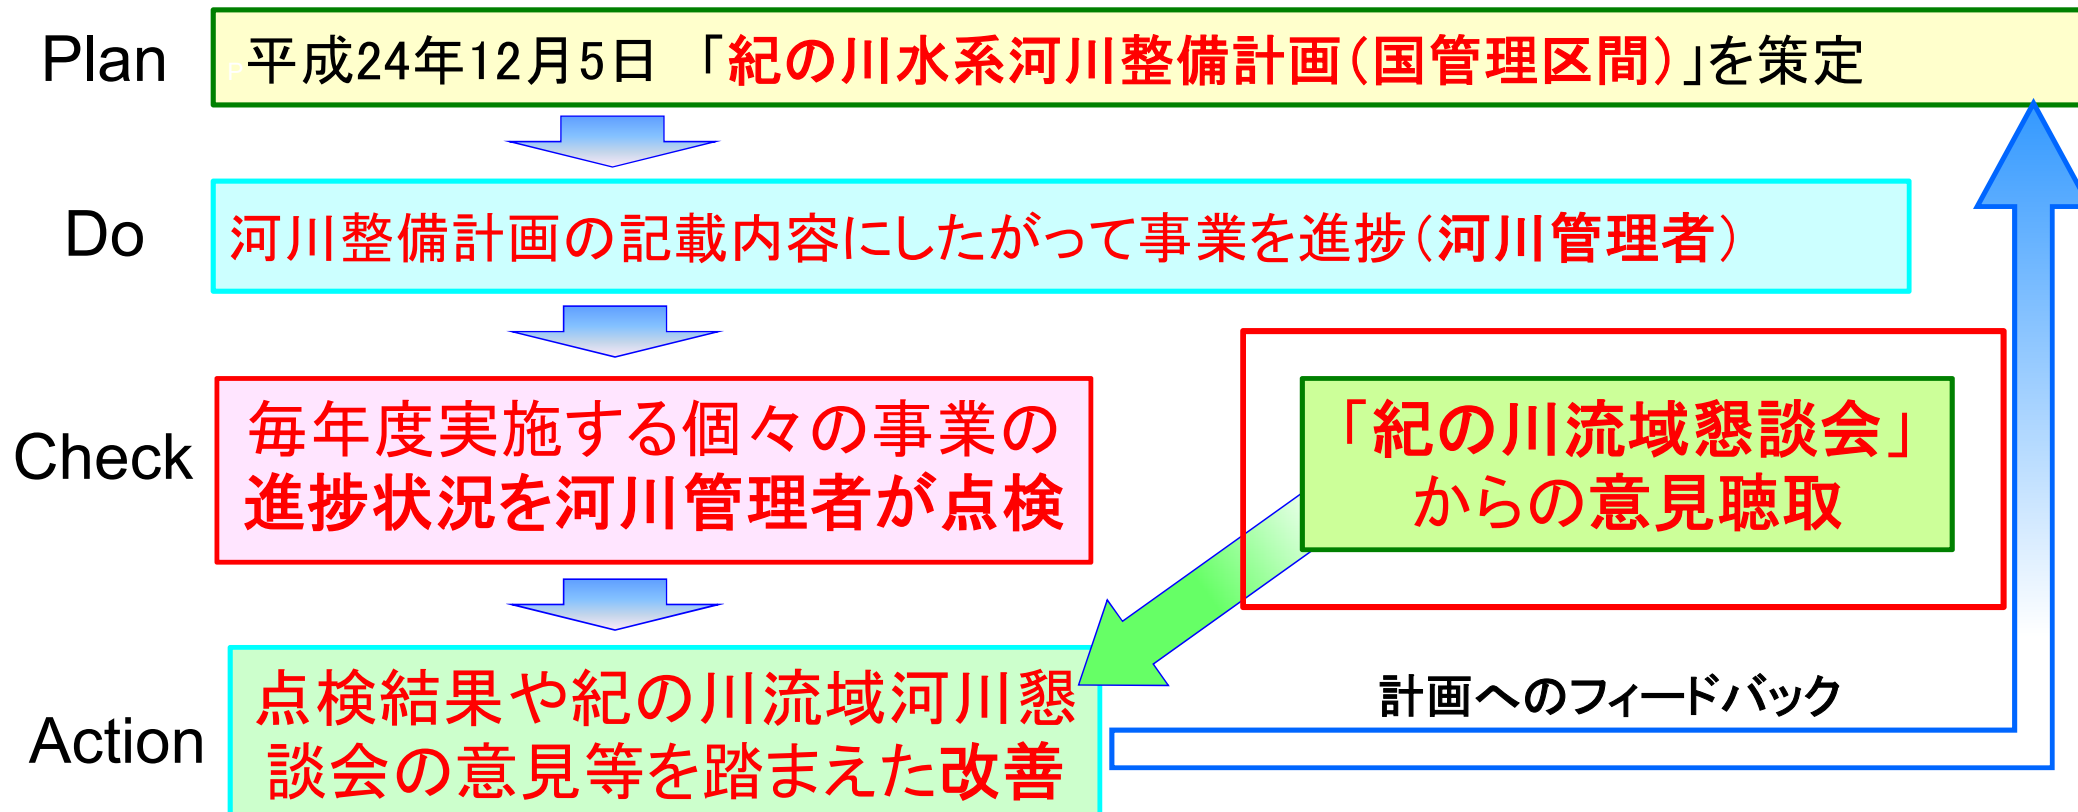 Plan
平成24年12月5日 「紀の川水系河川整備計画(国管理区間)」を策定
Do
河川整備計画の記載内容にしたがって事業を進捗(河川管理者)
Check
毎年度実施する個々の事業の
進捗状況を河川管理者が点検
「紀の川流域懇談会」
からの意見聴取
Action
点検結果や紀の川流域河川懇
談会の意見等を踏まえた改善
計画へのフィードバック